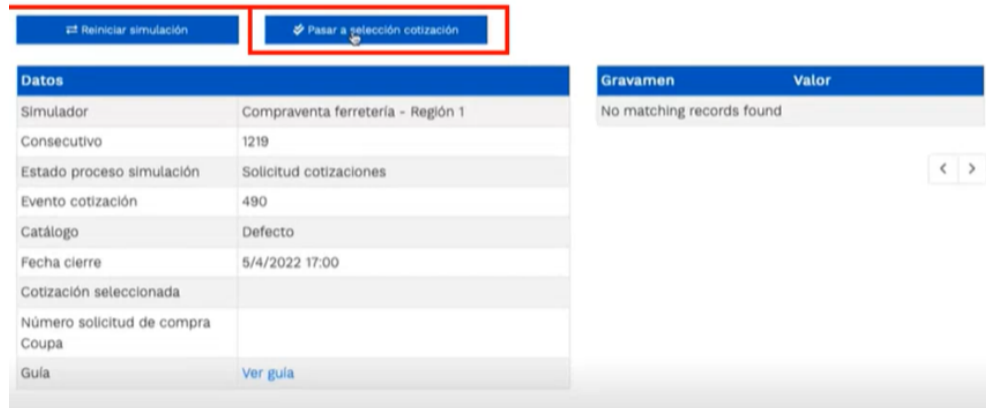 Reiniciar simulación
Pasar a selección cotización
Datos
Simulador Compraventa ferretería - Región 1
Consecutivo 1219
Estado proceso simulación Solicitud cotizaciones
Evento cotización 490
Catálogo Defecto
Fecha cierre 5/4/2022 17:00
Cotización seleccionada
Número solicitud de compra
Coupa
Guía Ver guía
Gravamen Valor
No matching records found